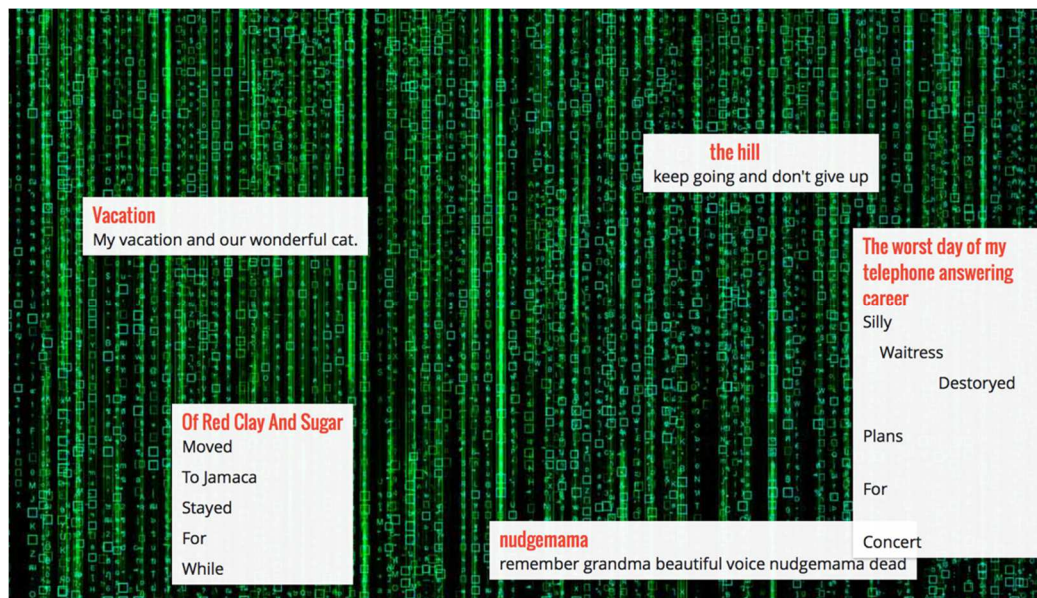 the hill
keep going and don't give up
Vacation
My vacation and our wonderful cat.
The worst day of my
telephone answering
career
Silly
Waitress
Destoryed
Plans
For
Concert
Of Red Clay And Sugar
Moved
To Jamaca
Stayed
For
While
nudgemama
remember grandma beautiful voice nudgemama dead